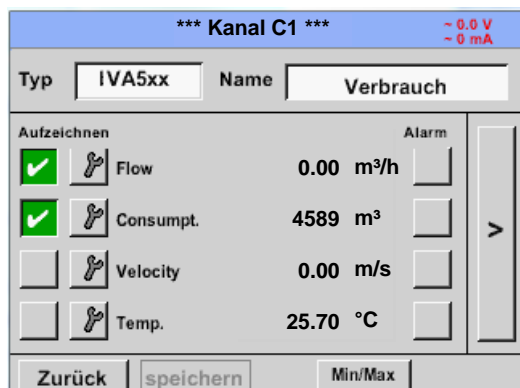 *** Kanal C1 *** ~ 0.0 V
~ 0 mA
Typ IVA5xx Name Verbrauch
Aufzeichnen Alarm
Flow 0.00 m³/h
Consumpt. 4589 m³
Velocity 0.00 m/s
Temp. 25.70 °C
>
Zurück speichern Min/Max